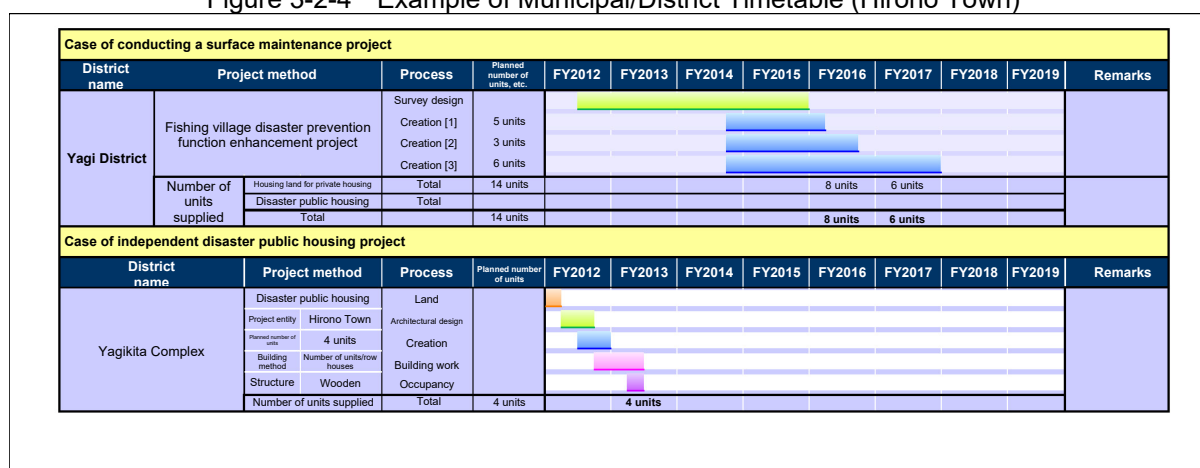 Figure 3-2-4 Example of Municipal/District Timetable (Hirono Town)
Case of conducting a surface maintenance project
District name Project method Process Planned number of units, etc. FY2012 FY2013 FY2014 FY2015 FY2016 FY2017 FY2018 FY2019 Remarks
Yagi District
Fishing village disaster prevention function enhancement project
Survey design
Creation [1] 5 units
Creation [2] 3 units
Creation [3] 6 units
Number of units supplied
Housing land for private housing Total 14 units 8 units 6 units
Disaster public housing Total
Total 14 units 8 units 6 units
Case of independent disaster public housing project
District name Project method Process Planned number of units FY2012 FY2013 FY2014 FY2015 FY2016 FY2017 FY2018 FY2019 Remarks
Yagikita Complex
Disaster public housing Land
Project entity Hirono Town Architectural design
Planned number of units 4 units Creation
Building method Number of units/row houses Building work
Structure Wooden Occupancy
Number of units supplied Total 4 units 4 units